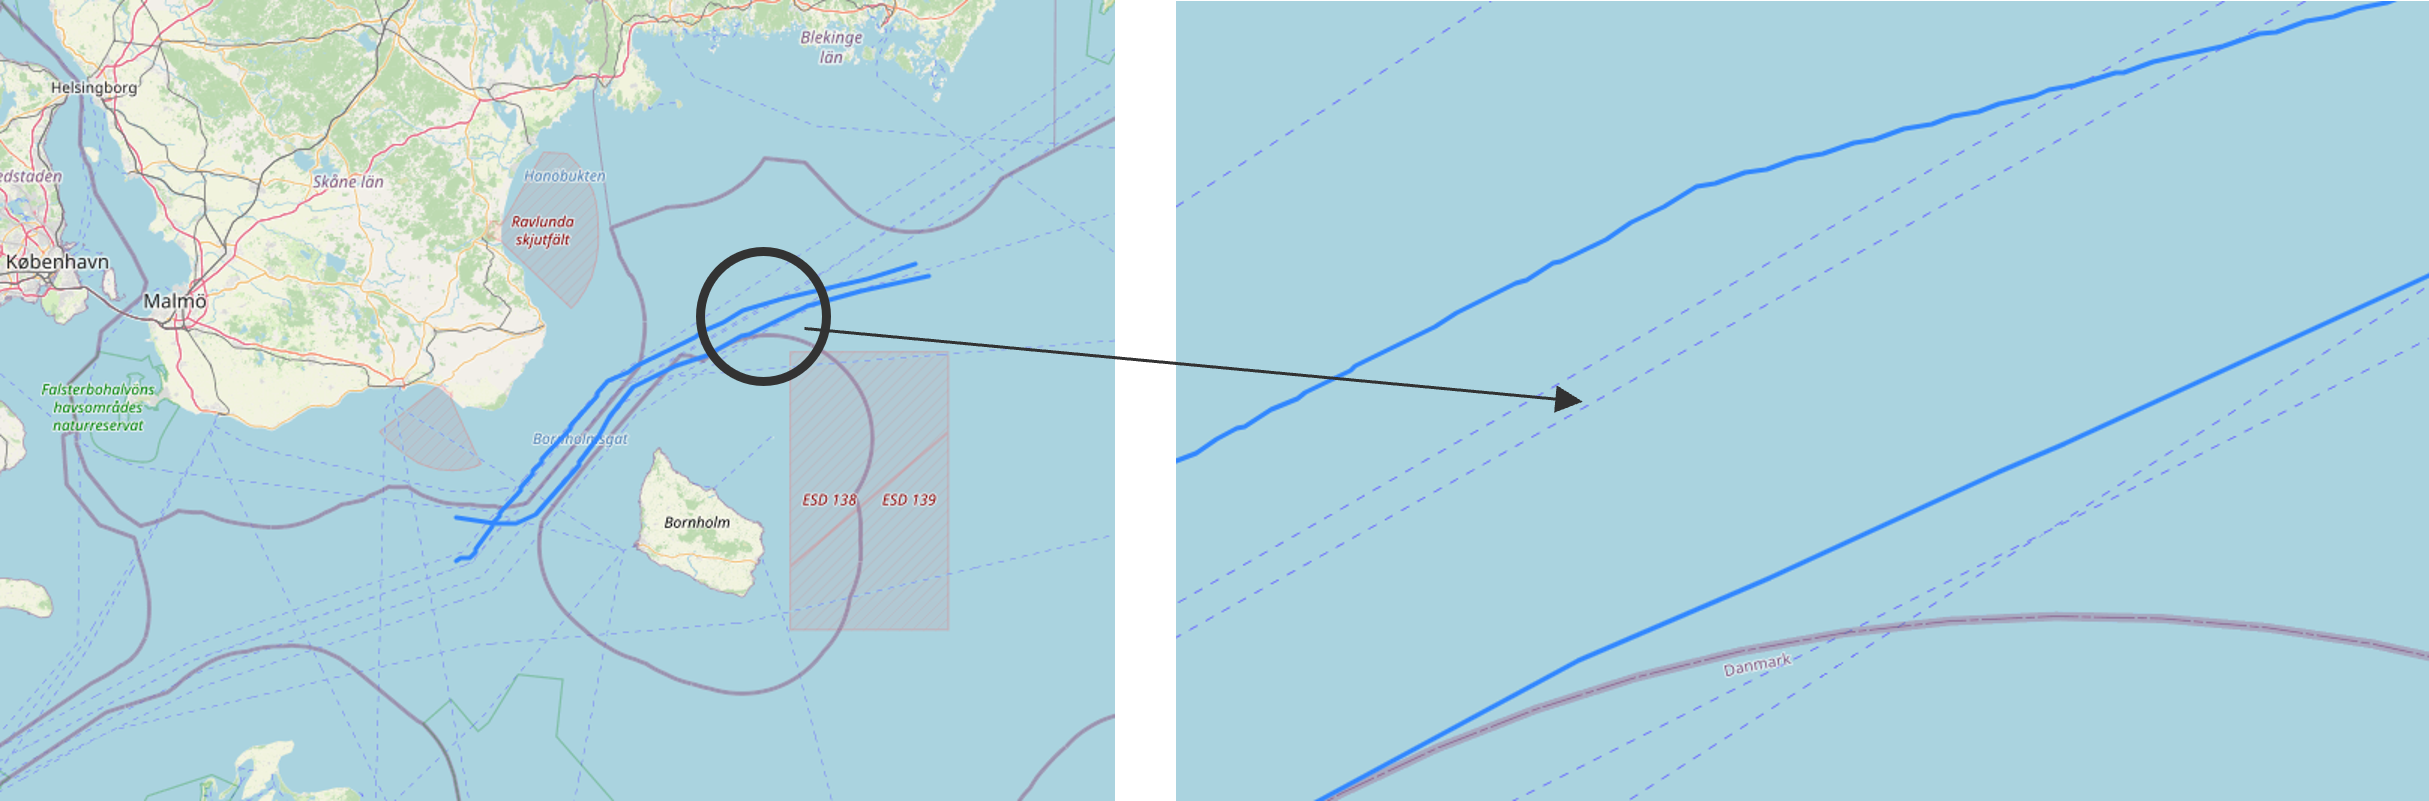 Blekinge
län
Helsingborg
edstaden
Skåne län
Hanöbukten
Ravlunda
skjutfält
København
Malmö
Falsterbohalvöns
havsområdes
naturreservat
Bornholmsgat
ESD 138
ESD 139
Bornholm
Danmark